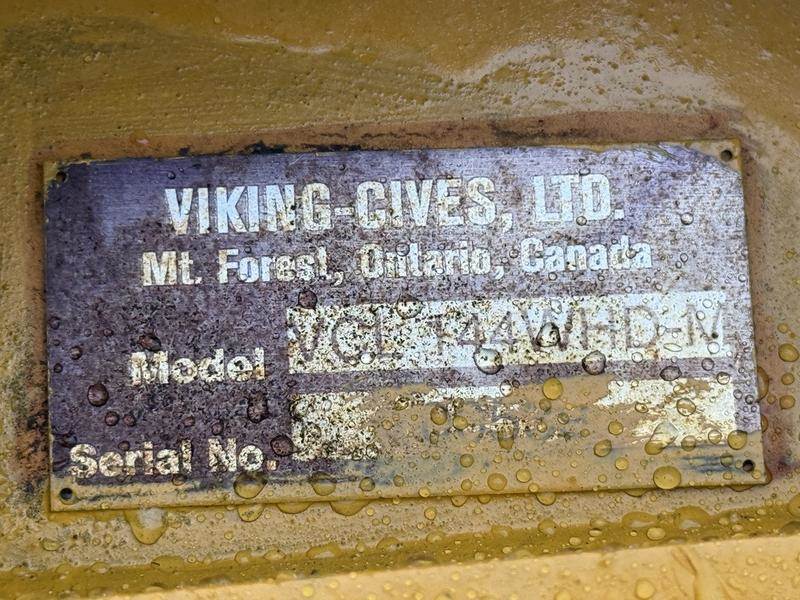 VIKING-CIVES, LTD.
Mt. Forest, Ontario, Canada
Model VCL 144WHD-M
Serial No.